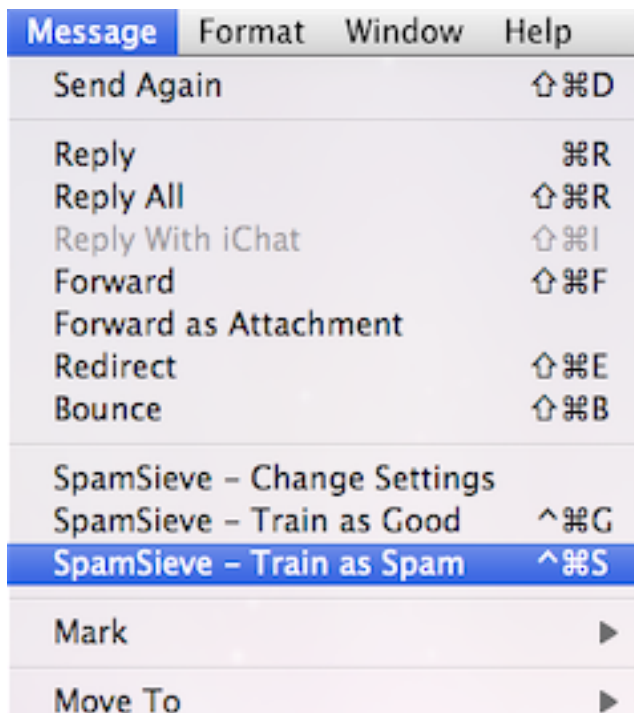 Message Format Window Help
Send Again ⇧⌘D
Reply ⌘R
Reply All ⇧⌘R
Reply With iChat ⇧⌘I
Forward ⇧⌘F
Forward as Attachment
Redirect ⇧⌘E
Bounce ⇧⌘B
SpamSieve – Change Settings
SpamSieve – Train as Good ^⌘G
SpamSieve – Train as Spam ^⌘S
Mark ▶
Move To ▶